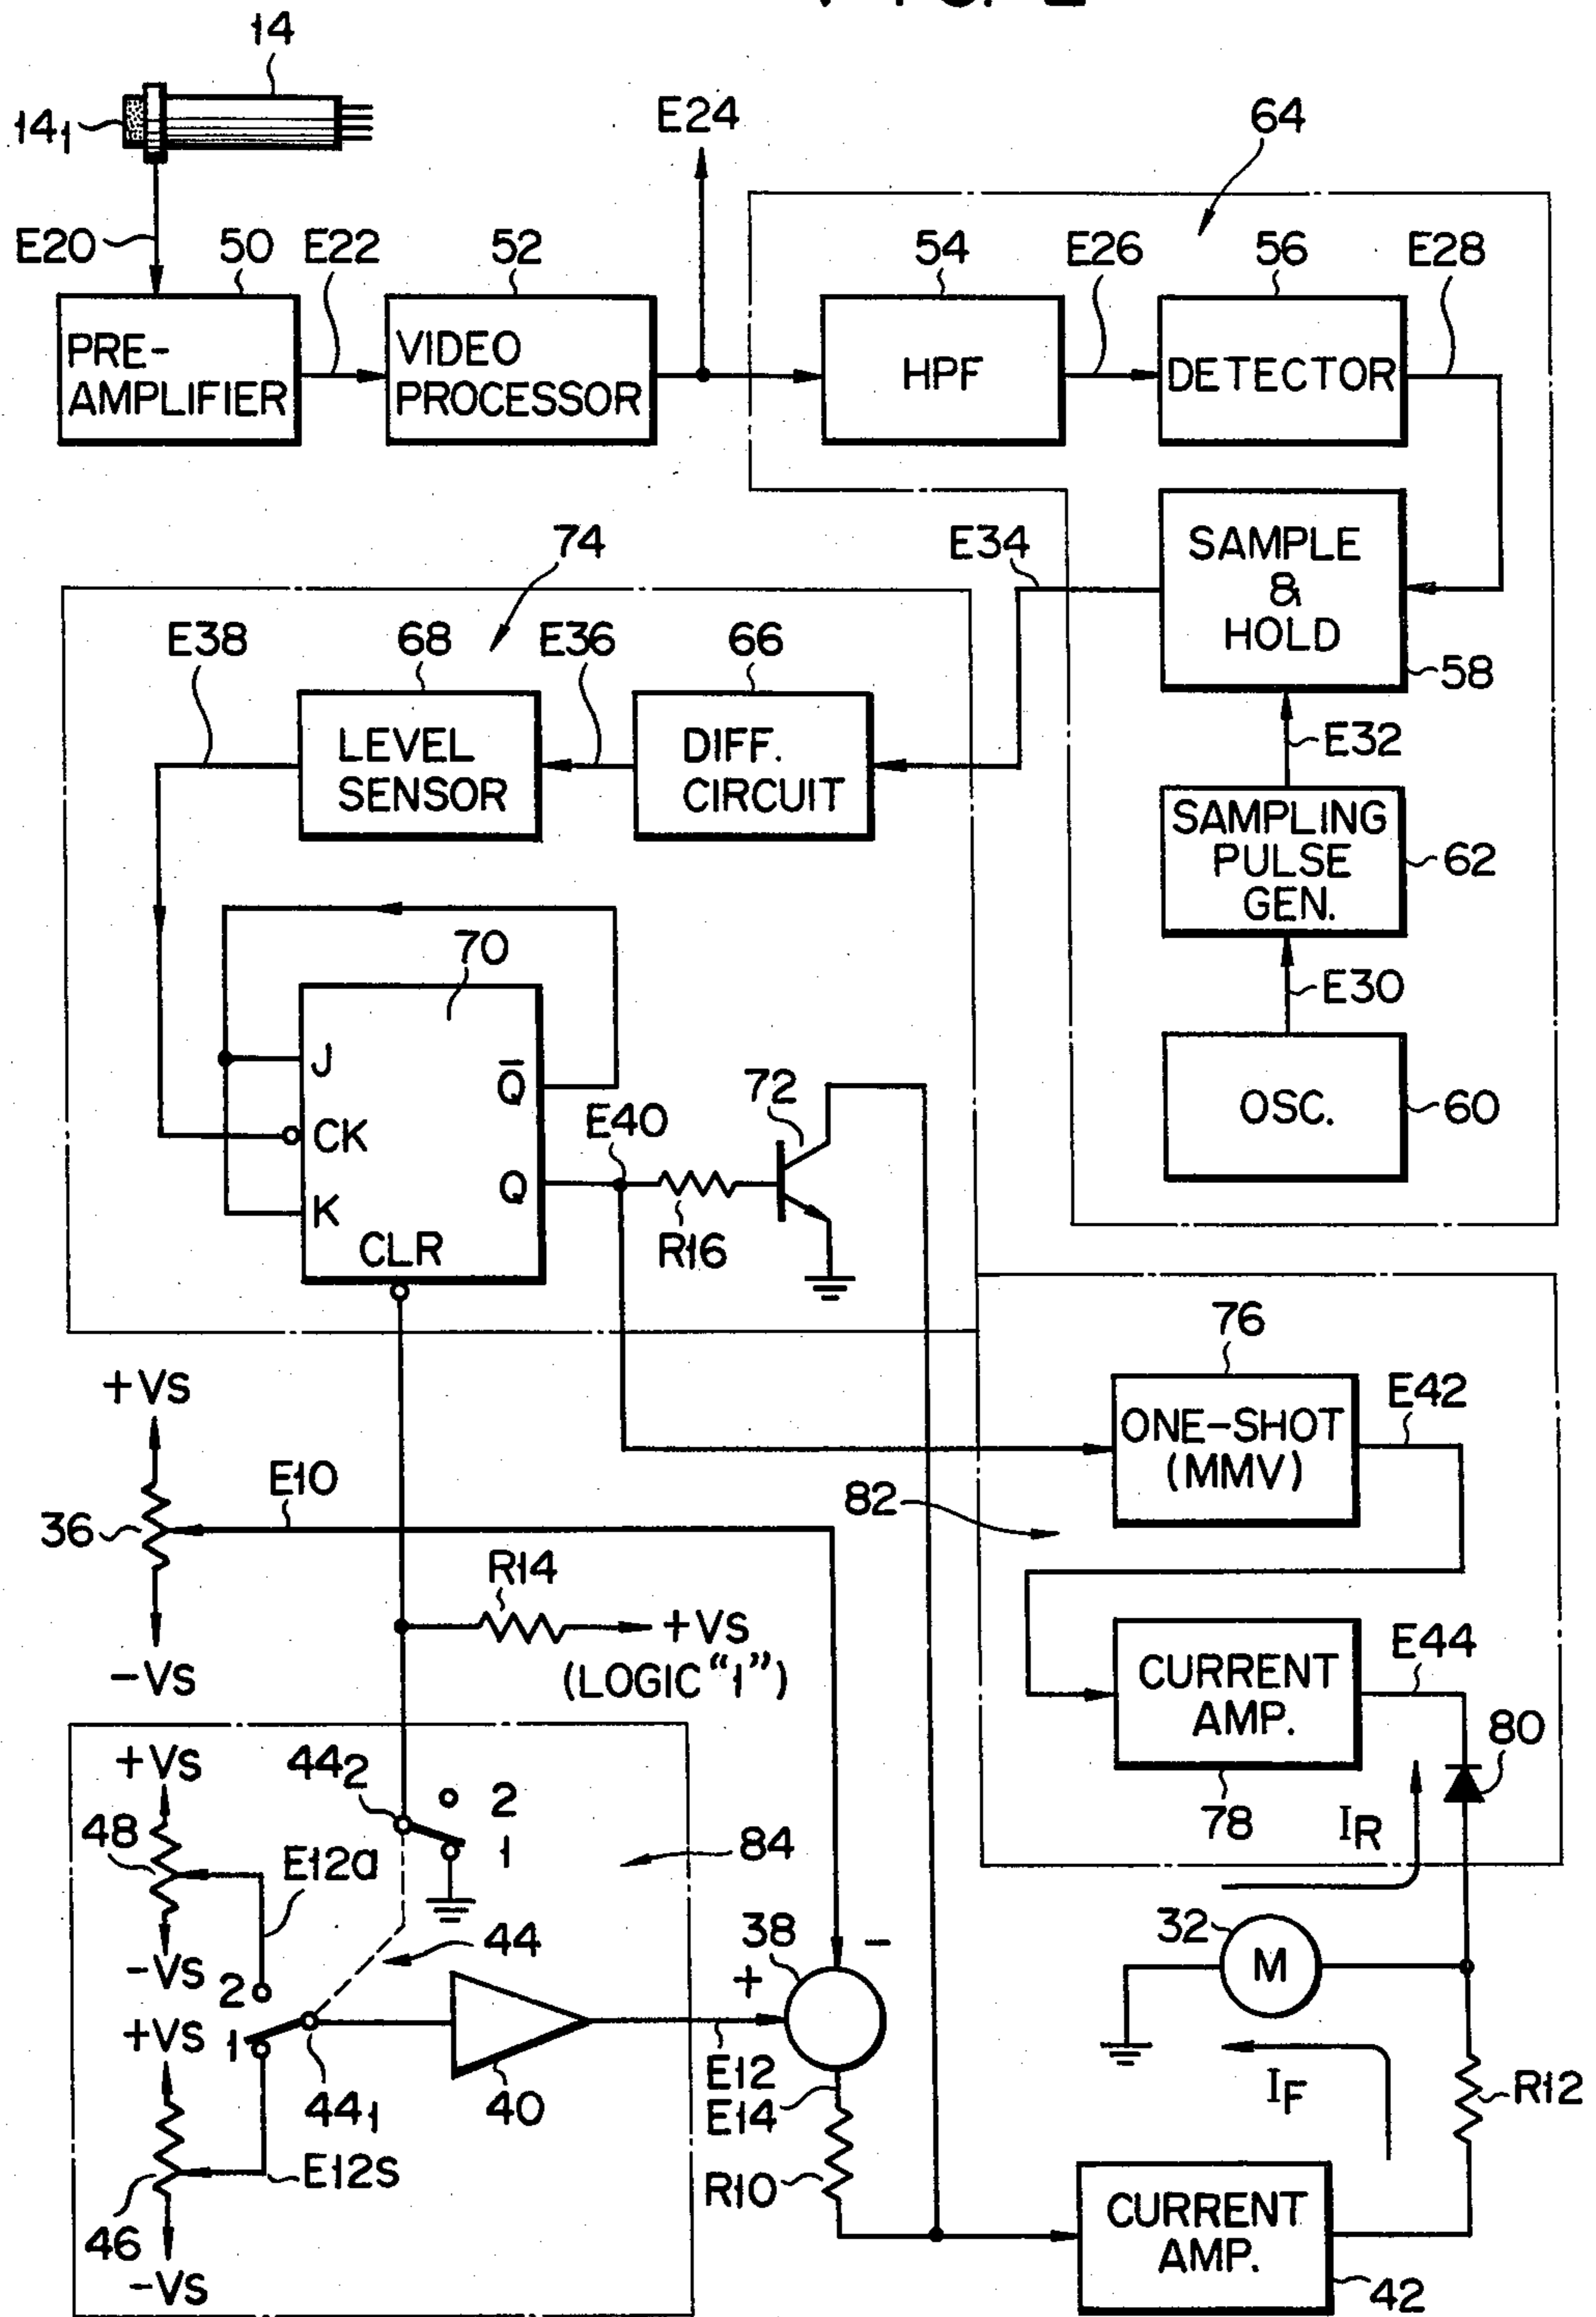 14
14₁
E24
64
E20
50
E22
52
54
E26
56
E28
PRE-
AMPLIFIER
VIDEO
PROCESSOR
HPF
DETECTOR
74
E34
SAMPLE
&
HOLD
58
E38
68
E36
66
LEVEL
SENSOR
DIFF.
CIRCUIT
E32
SAMPLING
PULSE
GEN.
62
70
E30
J
Q̄
CK
K
Q
CLR
E40
72
R16
OSC.
60
76
+VS
ONE-SHOT
(MMV)
E42
E10
36
82
R14
+VS
(LOGIC "1")
-VS
CURRENT
AMP.
E44
78
80
IR
+VS
48
-VS
E12a
44₂
2
1
84
44
38
-
+
32
M
2
+VS
1
44₁
40
E12
E14
IF
R12
46
E12S
-VS
R10
CURRENT
AMP.
42